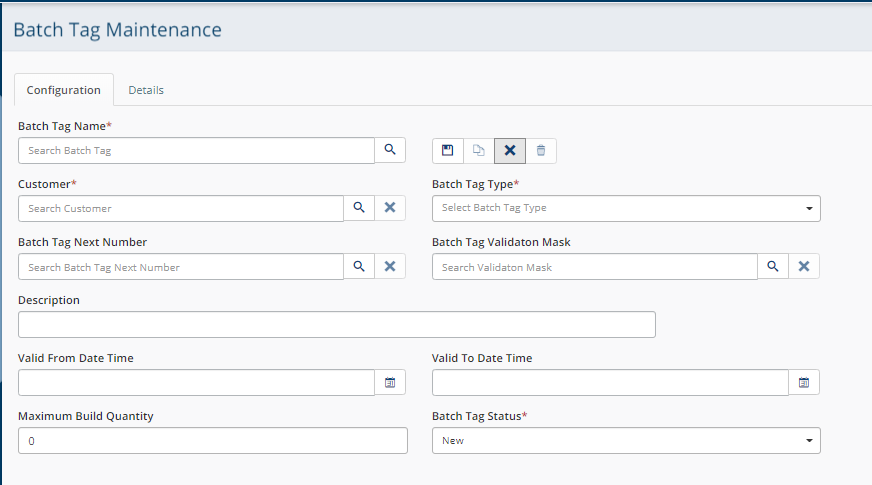 Batch Tag Maintenance
Configuration Details
Batch Tag Name*
Search Batch Tag
Customer* Batch Tag Type*
Search Customer Select Batch Tag Type
Batch Tag Next Number Batch Tag Validaton Mask
Search Batch Tag Next Number Search Validaton Mask
Description
Valid From Date Time Valid To Date Time
Maximum Build Quantity Batch Tag Status*
0 New